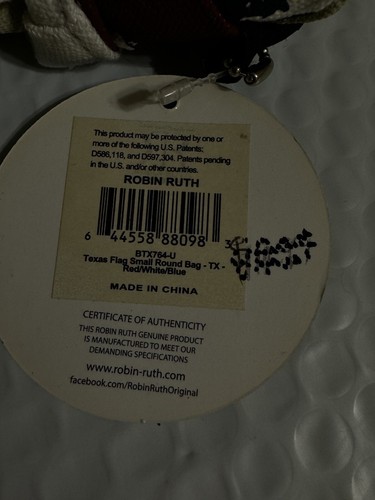 This product may be protected by one or
more of the following U.S. Patents:
D586,118, and D597,304. Patents pending
in the U.S. and/or other countries.
ROBIN RUTH
6 44558 88098
BTX764-U
Texas Flag Small Round Bag - TX -
Red/White/Blue
MADE IN CHINA
CERTIFICATE OF AUTHENTICITY
THIS ROBIN RUTH GENUINE PRODUCT
IS MANUFACTURED TO MEET OUR
DEMANDING SPECIFICATIONS
www.robin-ruth.com
facebook.com/RobinRuthOriginal